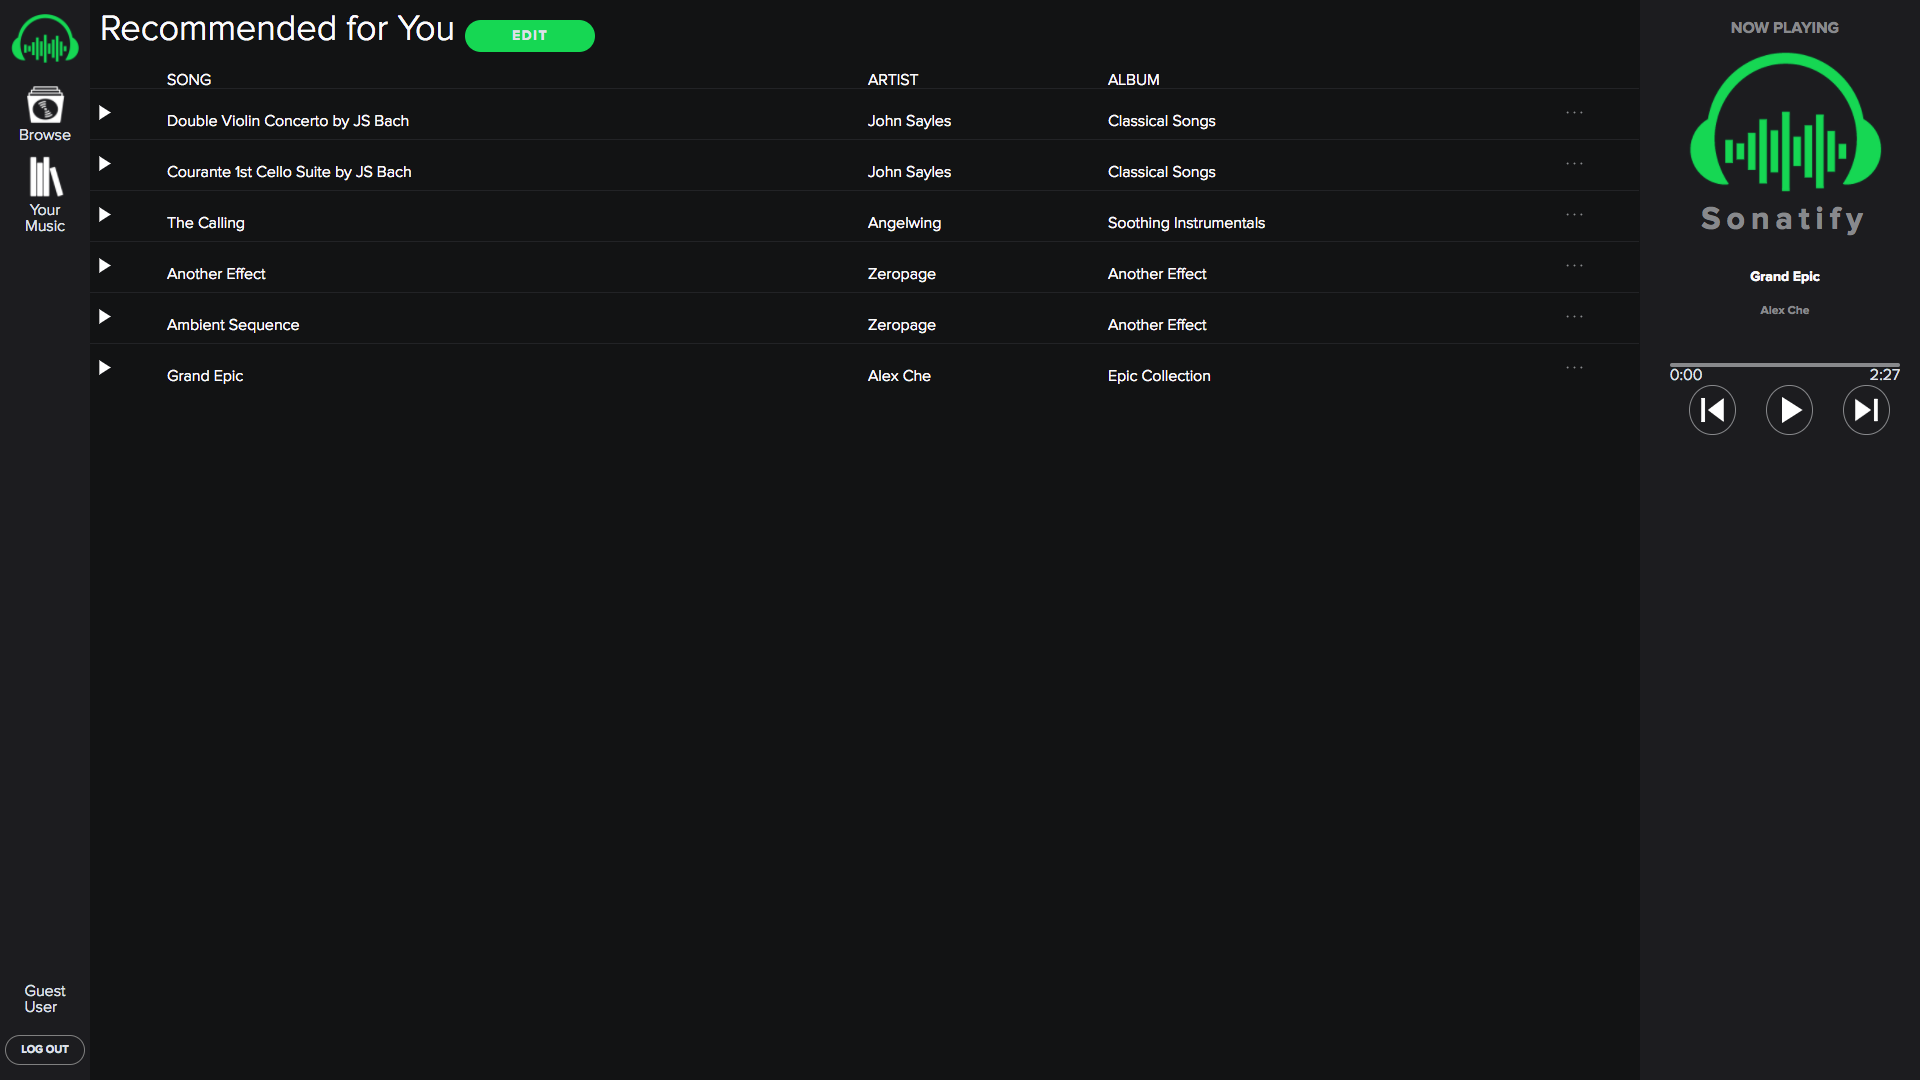 Recommended for You
EDIT
SONG ARTIST ALBUM
Double Violin Concerto by JS Bach John Sayles Classical Songs ...
Courante 1st Cello Suite by JS Bach John Sayles Classical Songs ...
The Calling Angelwing Soothing Instrumentals ...
Another Effect Zeropage Another Effect ...
Ambient Sequence Zeropage Another Effect ...
Grand Epic Alex Che Epic Collection ...
Browse
Your
Music
Guest
User
LOG OUT
NOW PLAYING
Sonatify
Grand Epic
Alex Che
0:00 2:27